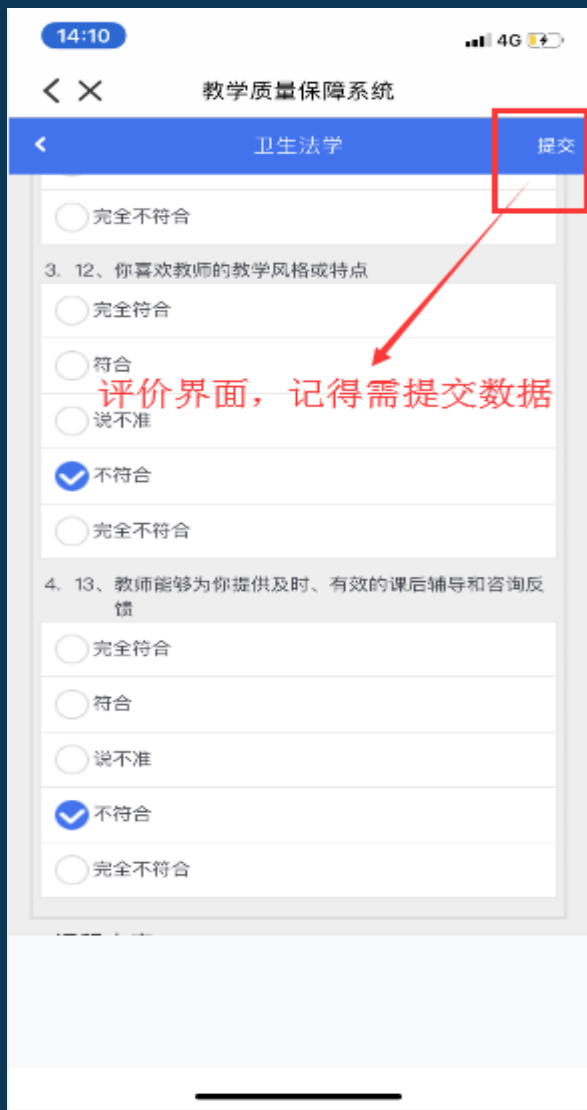 14:10
4G
教学质量保障系统
卫生法学
提交
完全不符合
3. 12、你喜欢教师的教学风格或特点
完全符合
符合
评价界面，记得需提交数据
说不准
不符合
完全不符合
4. 13、教师能够为你提供及时、有效的课后辅导和咨询反
馈
完全符合
符合
说不准
不符合
完全不符合